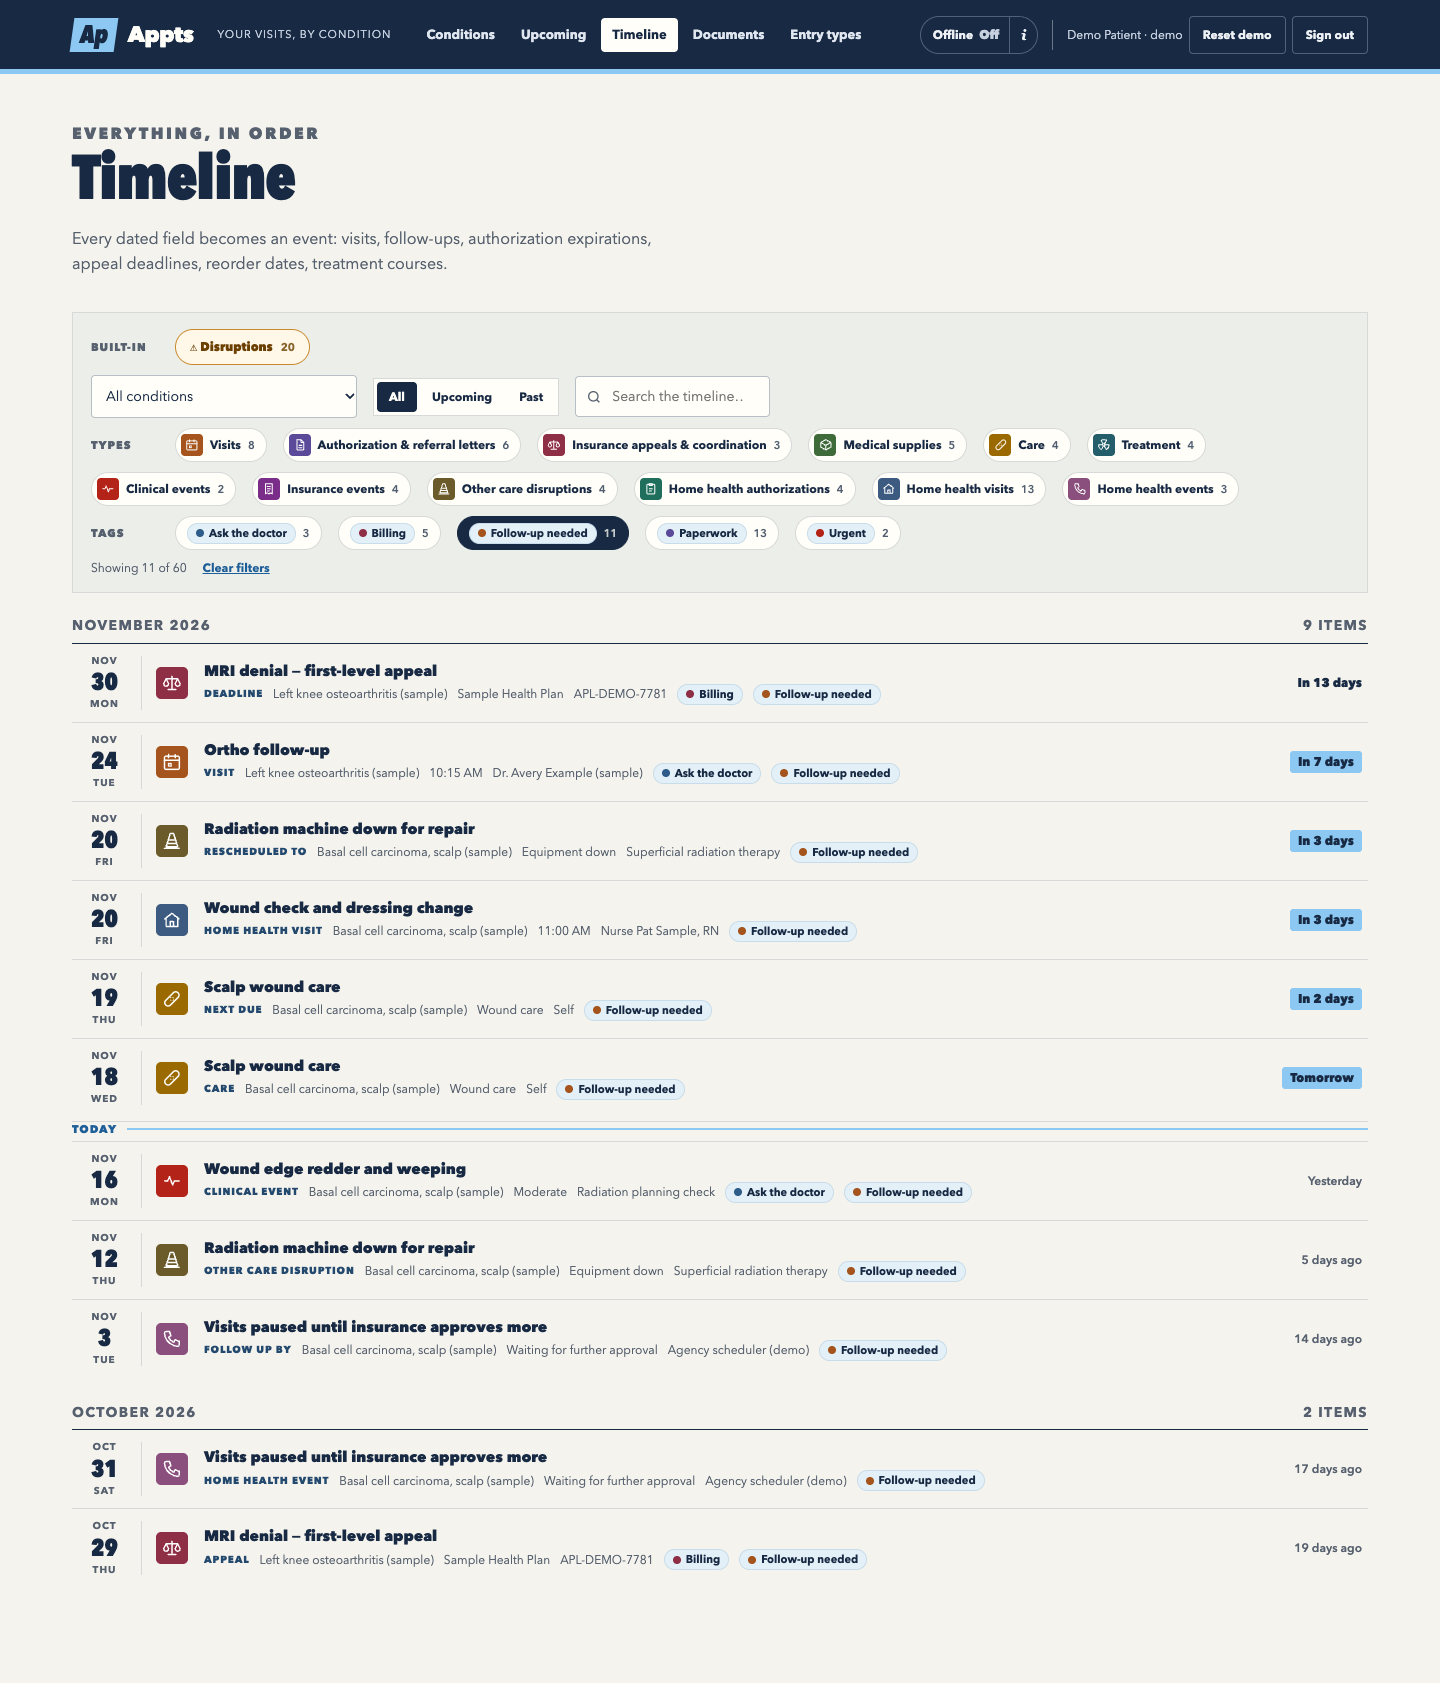 Ap Appts YOUR VISITS, BY CONDITION Conditions Upcoming Timeline Documents Entry types Offline Off i Demo Patient · demo Reset demo Sign out
EVERYTHING, IN ORDER
Timeline
Every dated field becomes an event: visits, follow-ups, authorization expirations,
appeal deadlines, reorder dates, treatment courses.
BUILT-IN ⚠ Disruptions 20
All conditions All Upcoming Past Search the timeline..
TYPES Visits 8 Authorization & referral letters 6 Insurance appeals & coordination 3 Medical supplies 5 Care 4 Treatment 4
Clinical events 2 Insurance events 4 Other care disruptions 4 Home health authorizations 4 Home health visits 13 Home health events 3
TAGS Ask the doctor 3 Billing 5 Follow-up needed 11 Paperwork 13 Urgent 2
Showing 11 of 60 Clear filters
NOVEMBER 2026 9 ITEMS
NOV 30 MON
MRI denial – first-level appeal
DEADLINE Left knee osteoarthritis (sample) Sample Health Plan APL-DEMO-7781 Billing Follow-up needed
In 13 days
NOV 24 TUE
Ortho follow-up
VISIT Left knee osteoarthritis (sample) 10:15 AM Dr. Avery Example (sample) Ask the doctor Follow-up needed
In 7 days
NOV 20 FRI
Radiation machine down for repair
RESCHEDULED TO Basal cell carcinoma, scalp (sample) Equipment down Superficial radiation therapy Follow-up needed
In 3 days
NOV 20 FRI
Wound check and dressing change
HOME HEALTH VISIT Basal cell carcinoma, scalp (sample) 11:00 AM Nurse Pat Sample, RN Follow-up needed
In 3 days
NOV 19 THU
Scalp wound care
NEXT DUE Basal cell carcinoma, scalp (sample) Wound care Self Follow-up needed
In 2 days
NOV 18 WED
Scalp wound care
CARE Basal cell carcinoma, scalp (sample) Wound care Self Follow-up needed
Tomorrow
TODAY
NOV 16 MON
Wound edge redder and weeping
CLINICAL EVENT Basal cell carcinoma, scalp (sample) Moderate Radiation planning check Ask the doctor Follow-up needed
Yesterday
NOV 12 THU
Radiation machine down for repair
OTHER CARE DISRUPTION Basal cell carcinoma, scalp (sample) Equipment down Superficial radiation therapy Follow-up needed
5 days ago
NOV 3 TUE
Visits paused until insurance approves more
FOLLOW UP BY Basal cell carcinoma, scalp (sample) Waiting for further approval Agency scheduler (demo) Follow-up needed
14 days ago
OCTOBER 2026 2 ITEMS
OCT 31 SAT
Visits paused until insurance approves more
HOME HEALTH EVENT Basal cell carcinoma, scalp (sample) Waiting for further approval Agency scheduler (demo) Follow-up needed
17 days ago
OCT 29 THU
MRI denial – first-level appeal
APPEAL Left knee osteoarthritis (sample) Sample Health Plan APL-DEMO-7781 Billing Follow-up needed
19 days ago